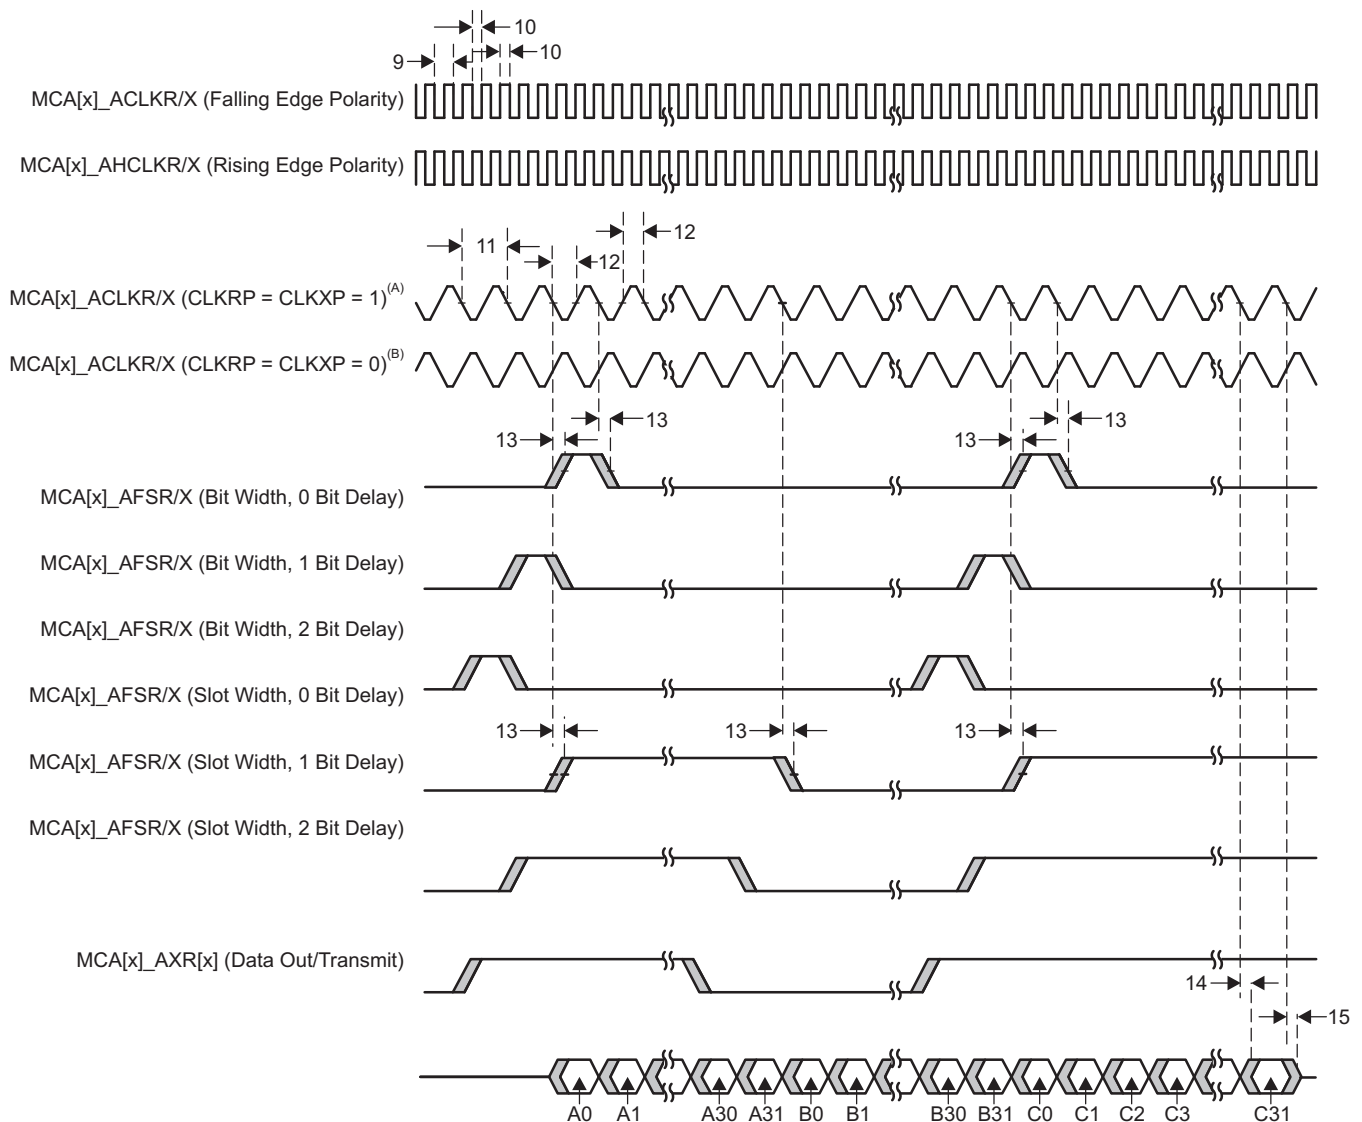 10
9
10
MCA[x]_ACLKR/X (Falling Edge Polarity)
MCA[x]_AHCLKR/X (Rising Edge Polarity)
12
11
12
MCA[x]_ACLKR/X (CLKRP = CLKXP = 1)(A)
MCA[x]_ACLKR/X (CLKRP = CLKXP = 0)(B)
13 13
13 13
MCA[x]_AFSR/X (Bit Width, 0 Bit Delay)
MCA[x]_AFSR/X (Bit Width, 1 Bit Delay)
MCA[x]_AFSR/X (Bit Width, 2 Bit Delay)
MCA[x]_AFSR/X (Slot Width, 0 Bit Delay)
13 13 13
MCA[x]_AFSR/X (Slot Width, 1 Bit Delay)
MCA[x]_AFSR/X (Slot Width, 2 Bit Delay)
MCA[x]_AXR[x] (Data Out/Transmit)
14
15
A0 A1 A30 A31 B0 B1 B30 B31 C0 C1 C2 C3 C31